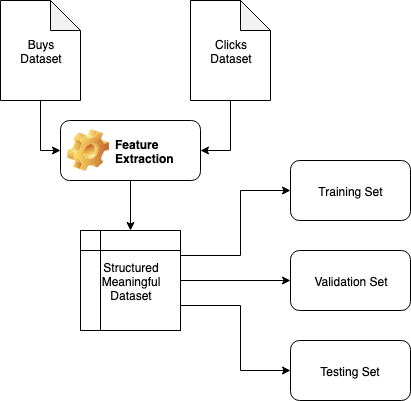 Buys
Dataset
Clicks
Dataset
Feature
Extraction
Training Set
Structured
Meaningful
Dataset
Validation Set
Testing Set